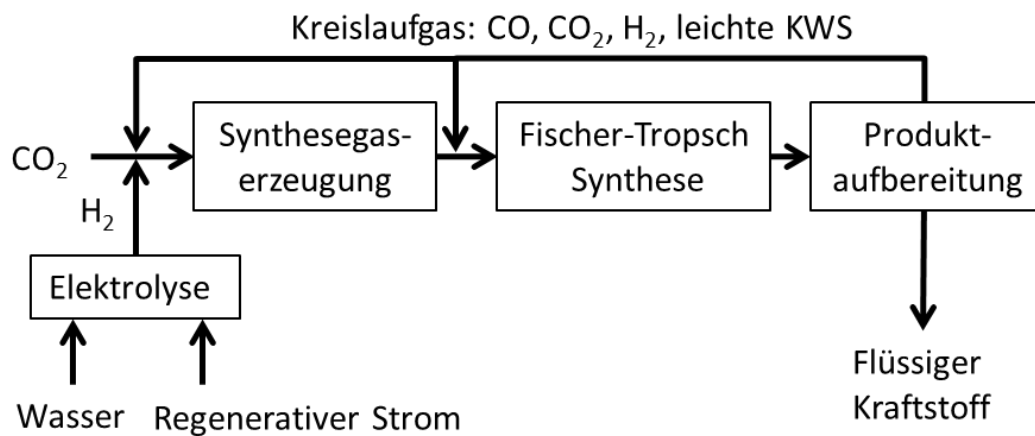 Kreislaufgas: CO, CO₂, H₂, leichte KWS
CO₂
Synthesegas-
erzeugung
Fischer-Tropsch
Synthese
Produkt-
aufbereitung
H₂
Elektrolyse
Wasser
Regenerativer Strom
Flüssiger
Kraftstoff